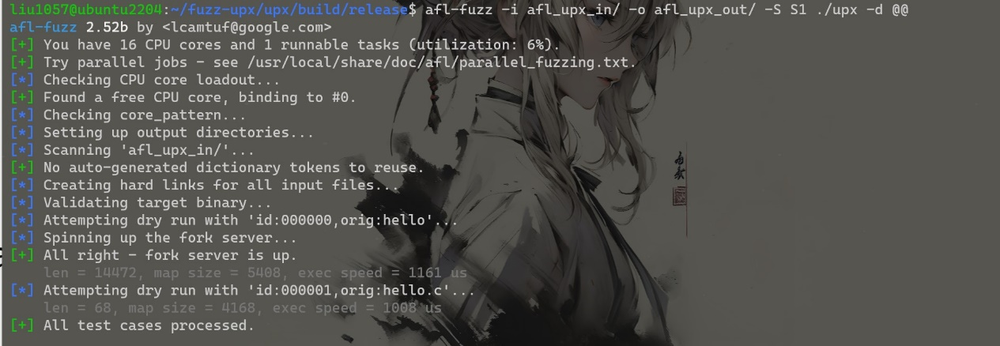 liu1057@ubuntu2204:~/fuzz-upx/upx/build/release$ afl-fuzz -i afl_upx_in/ -o afl_upx_out/ -S S1 ./upx -d @@
afl-fuzz 2.52b by <lcamtuf@google.com>
[+] You have 16 CPU cores and 1 runnable tasks (utilization: 6%).
[+] Try parallel jobs - see /usr/local/share/doc/afl/parallel_fuzzing.txt.
[*] Checking CPU core loadout...
[+] Found a free CPU core, binding to #0.
[*] Checking core_pattern...
[*] Setting up output directories...
[*] Scanning 'afl_upx_in/'...
[+] No auto-generated dictionary tokens to reuse.
[*] Creating hard links for all input files...
[*] Validating target binary...
[*] Attempting dry run with 'id:000000,orig:hello'...
[*] Spinning up the fork server...
[+] All right - fork server is up.
    len = 14472, map size = 5408, exec speed = 1161 us
[*] Attempting dry run with 'id:000001,orig:hello.c'...
    len = 68, map size = 4168, exec speed = 1008 us
[+] All test cases processed.